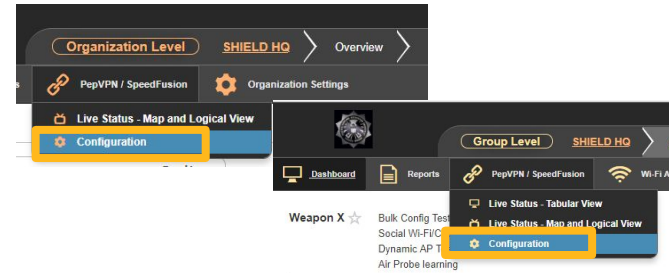 Organization Level SHIELD HQ Overview
s PepVPN / SpeedFusion Organization Settings
Live Status - Map and Logical View
Configuration
Group Level SHIELD HQ
Dashboard Reports PepVPN / SpeedFusion Wi-Fi A
Live Status - Tabular View
Weapon X Bulk Config Test
Live Status - Map and Logical View
Social Wi-Fi/C
Configuration
Dynamic AP T
Air Probe learning